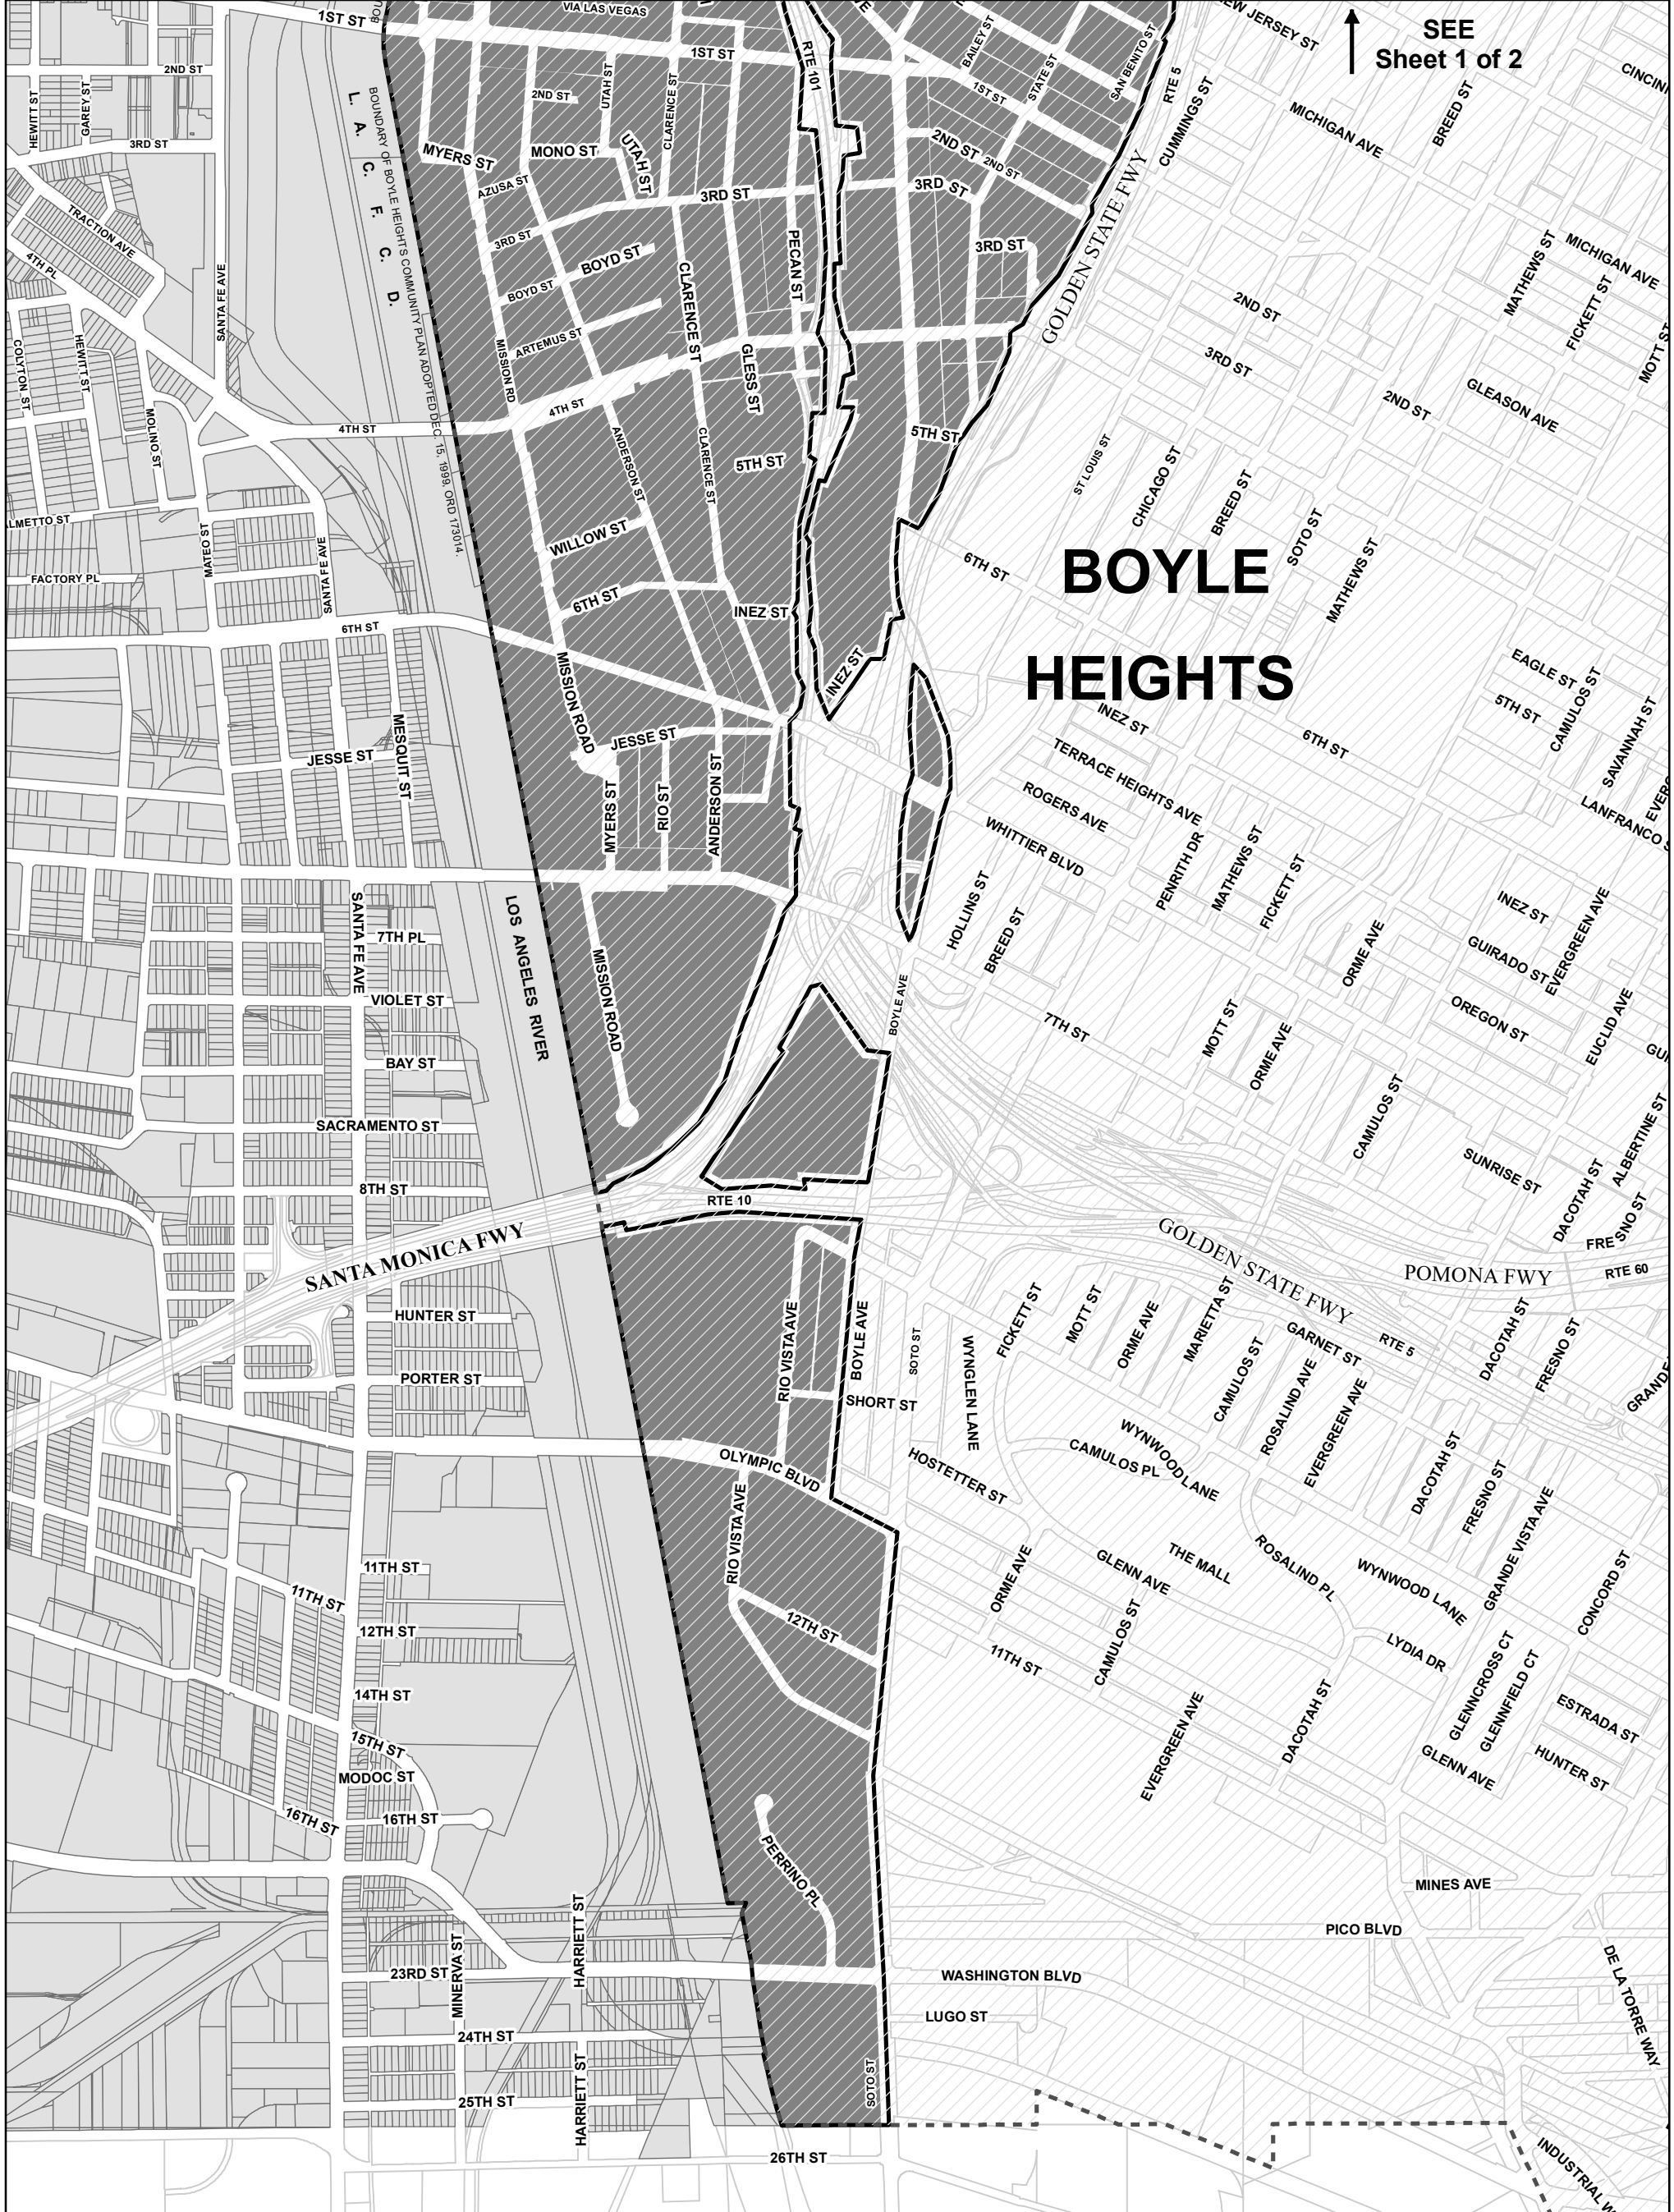 VIA LAS VEGAS
1ST ST
1ST ST
RTE 101
BAILEY ST
STATE ST
SAN BENITO ST
RTE 5
JERSEY ST
SEE
Sheet 1 of 2
2ND ST
HEWITT ST
GAREY ST
3RD ST
L. A. C. F. C. D.
BOUNDARY OF BOYLE HEIGHTS COMMUNITY PLAN ADOPTED DEC. 15, 1999, ORD 173014.
2ND ST
UTAH ST
CLARENCE ST
1ST ST
CUMMINGS ST
MICHIGAN AVE
BREED ST
MYERS ST
MONO ST
UTAH ST
AZUSA ST
3RD ST
2ND ST
2ND ST
3RD ST
GOLDEN STATE FWY
TRACTION AVE
4TH PL
SANTA FE AVE
3RD ST
BOYD ST
BOYD ST
CLARENCE ST
PECAN ST
3RD ST
MATHEWS ST
MICHIGAN AVE
FICKETT ST
2ND ST
COLYTON ST
HEWITT ST
MISSION RD
ARTEMUS ST
GLESS ST
3RD ST
MOTT ST
GLEASON AVE
2ND ST
MOLINO ST
4TH ST
4TH ST
ANDERSON ST
CLARENCE ST
5TH ST
5TH ST
ST LOUIS ST
CHICAGO ST
BREED ST
SOTO ST
MATHEWS ST
MATEO ST
SANTA FE AVE
FACTORY PL
WILLOW ST
6TH ST
BOYLE
HEIGHTS
6TH ST
6TH ST
INEZ ST
INEZ ST
MISSION ROAD
EAGLE ST
5TH ST
CAMULOS ST
SAVANNAH ST
JESSE ST
MESQUIT ST
JESSE ST
MYERS ST
RIO ST
ANDERSON ST
INEZ ST
TERRACE HEIGHTS AVE
6TH ST
ROGERS AVE
WHITTIER BLVD
LANFRANCO
PENRITH DR
MATHEWS ST
FICKETT ST
SANTA FE AVE
7TH PL
VIOLET ST
BAY ST
SACRAMENTO ST
8TH ST
LOS ANGELES RIVER
MISSION ROAD
HOLLINS ST
BREED ST
BOYLE AVE
7TH ST
ORME AVE
INEZ ST
GUIRADO ST
EVERGREEN AVE
OREGON ST
EUCLID AVE
MOTT ST
ORME AVE
CAMULOS ST
SUNRISE ST
ALBERTINE ST
DACOTAH ST
FRESNO ST
RTE 10
SANTA MONICA FWY
GOLDEN STATE FWY
POMONA FWY
RTE 60
RTE 5
HUNTER ST
PORTER ST
RIO VISTA AVE
BOYLE AVE
SHORT ST
SOTO ST
WYNGLEN LANE
FICKETT ST
MOTT ST
ORME AVE
MARIETTA ST
GARNET ST
CAMULOS ST
ROSALIND AVE
EVERGREEN AVE
DACOTAH ST
FRESNO ST
OLYMPIC BLVD
HOSTETTER ST
CAMULOS PL
WYNWOOD LANE
DACOTAH ST
FRESNO ST
GRANDE VISTA AVE
RIO VISTA AVE
11TH ST
11TH ST
12TH ST
12TH ST
ORME AVE
GLENN AVE
THE MALL
ROSALIND PL
WYNWOOD LANE
CONCORD ST
CAMULOS ST
11TH ST
LYDIA DR
GLENNCROSS CT
GLENNFIELD CT
14TH ST
15TH ST
MODOC ST
16TH ST
16TH ST
EVERGREEN AVE
DACOTAH ST
GLENN AVE
ESTRADA ST
HUNTER ST
PERRINO PL
MINES AVE
PICO BLVD
DE LA TORRE WAY
23RD ST
MINERVA ST
HARRIETT ST
WASHINGTON BLVD
LUGO ST
24TH ST
25TH ST
HARRIETT ST
SOTO ST
26TH ST
INDUSTRIAL